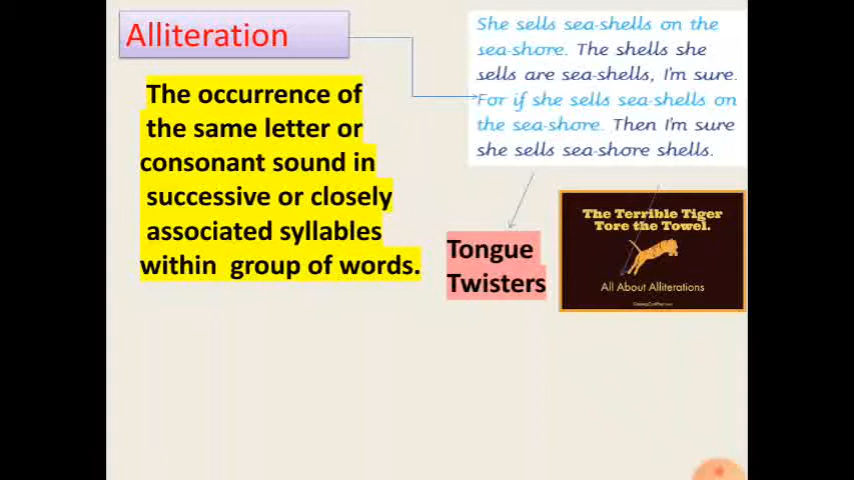 Alliteration
The occurrence of
the same letter or
consonant sound in
successive or closely
associated syllables
within group of words.
She sells sea-shells on the
sea-shore. The shells she
sells are sea-shells, I'm sure.
For if she sells sea-shells on
the sea-shore. Then I'm sure
she sells sea-shore shells.
Tongue
Twisters
The Terrible Tiger
Tore the Towel.
All About Alliterations